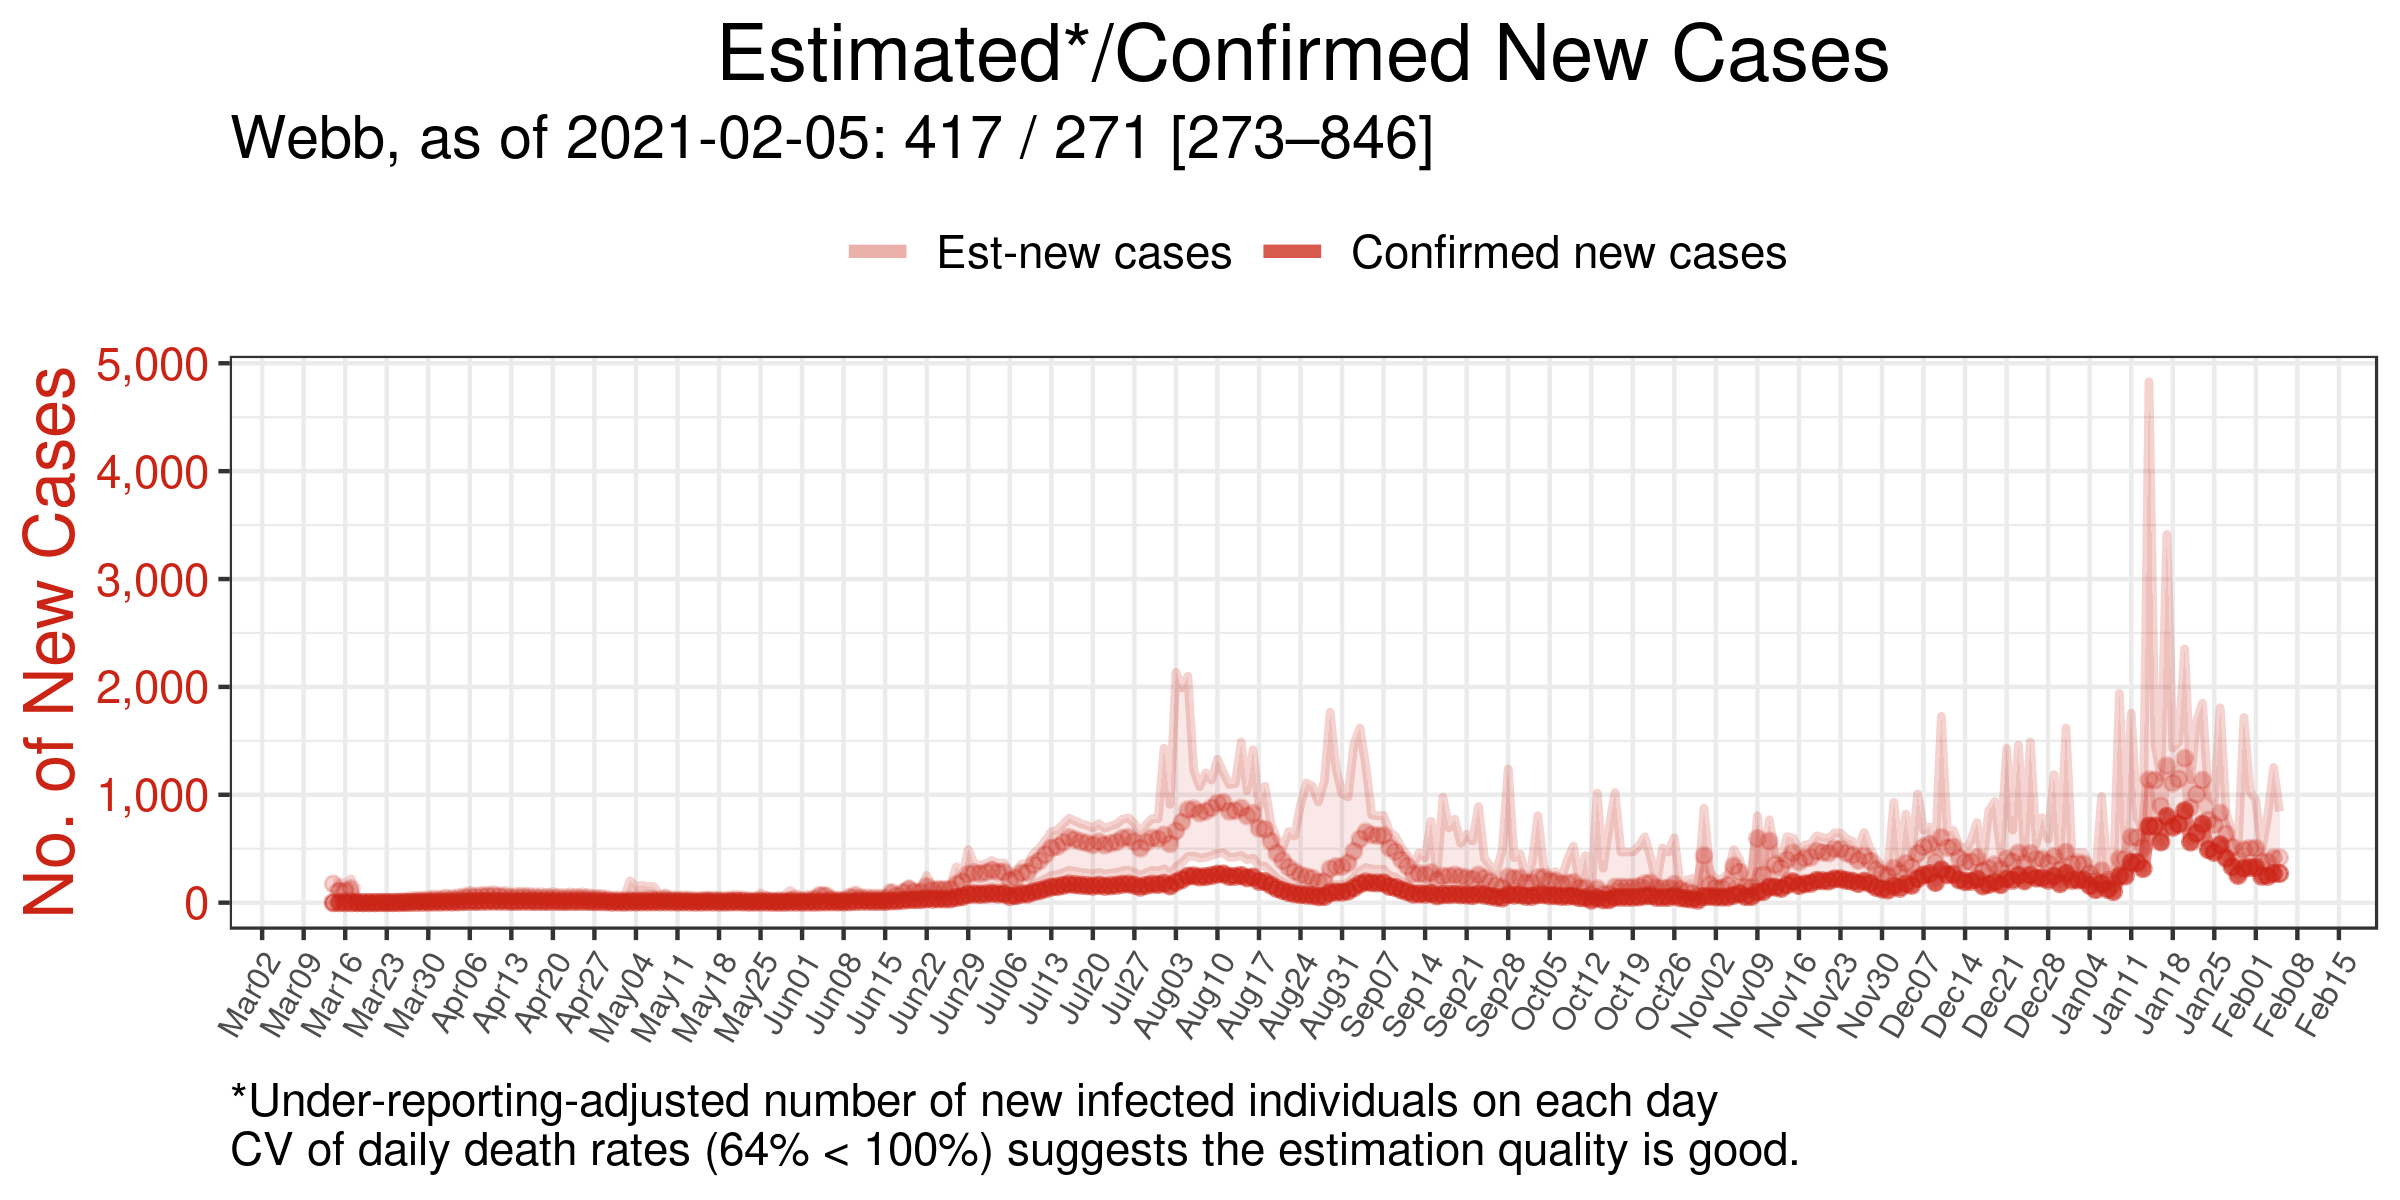 Estimated*/Confirmed New Cases
Webb, as of 2021-02-05: 417 / 271 [273–846]
Est-new cases Confirmed new cases
No. of New Cases
5,000
4,000
3,000
2,000
1,000
0
Mar02 Mar09 Mar16 Mar23 Mar30 Apr06 Apr13 Apr20 Apr27 May04 May11 May18 May25 Jun01 Jun08 Jun15 Jun22 Jun29 Jul06 Jul13 Jul20 Jul27 Aug03 Aug10 Aug17 Aug24 Aug31 Sep07 Sep14 Sep21 Sep28 Oct05 Oct12 Oct19 Oct26 Nov02 Nov09 Nov16 Nov23 Nov30 Dec07 Dec14 Dec21 Dec28 Jan04 Jan11 Jan18 Jan25 Feb01 Feb08 Feb15
*Under-reporting-adjusted number of new infected individuals on each day
CV of daily death rates (64% < 100%) suggests the estimation quality is good.